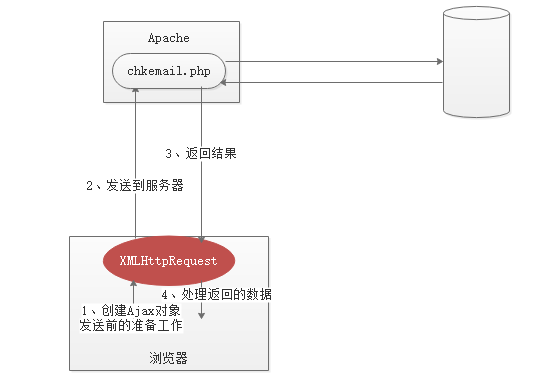 Apache
chkemail.php
3、返回结果
2、发送到服务器
XMLHttpRequest
4、处理返回的数据
1、创建Ajax对象
发送前的准备工作
浏览器